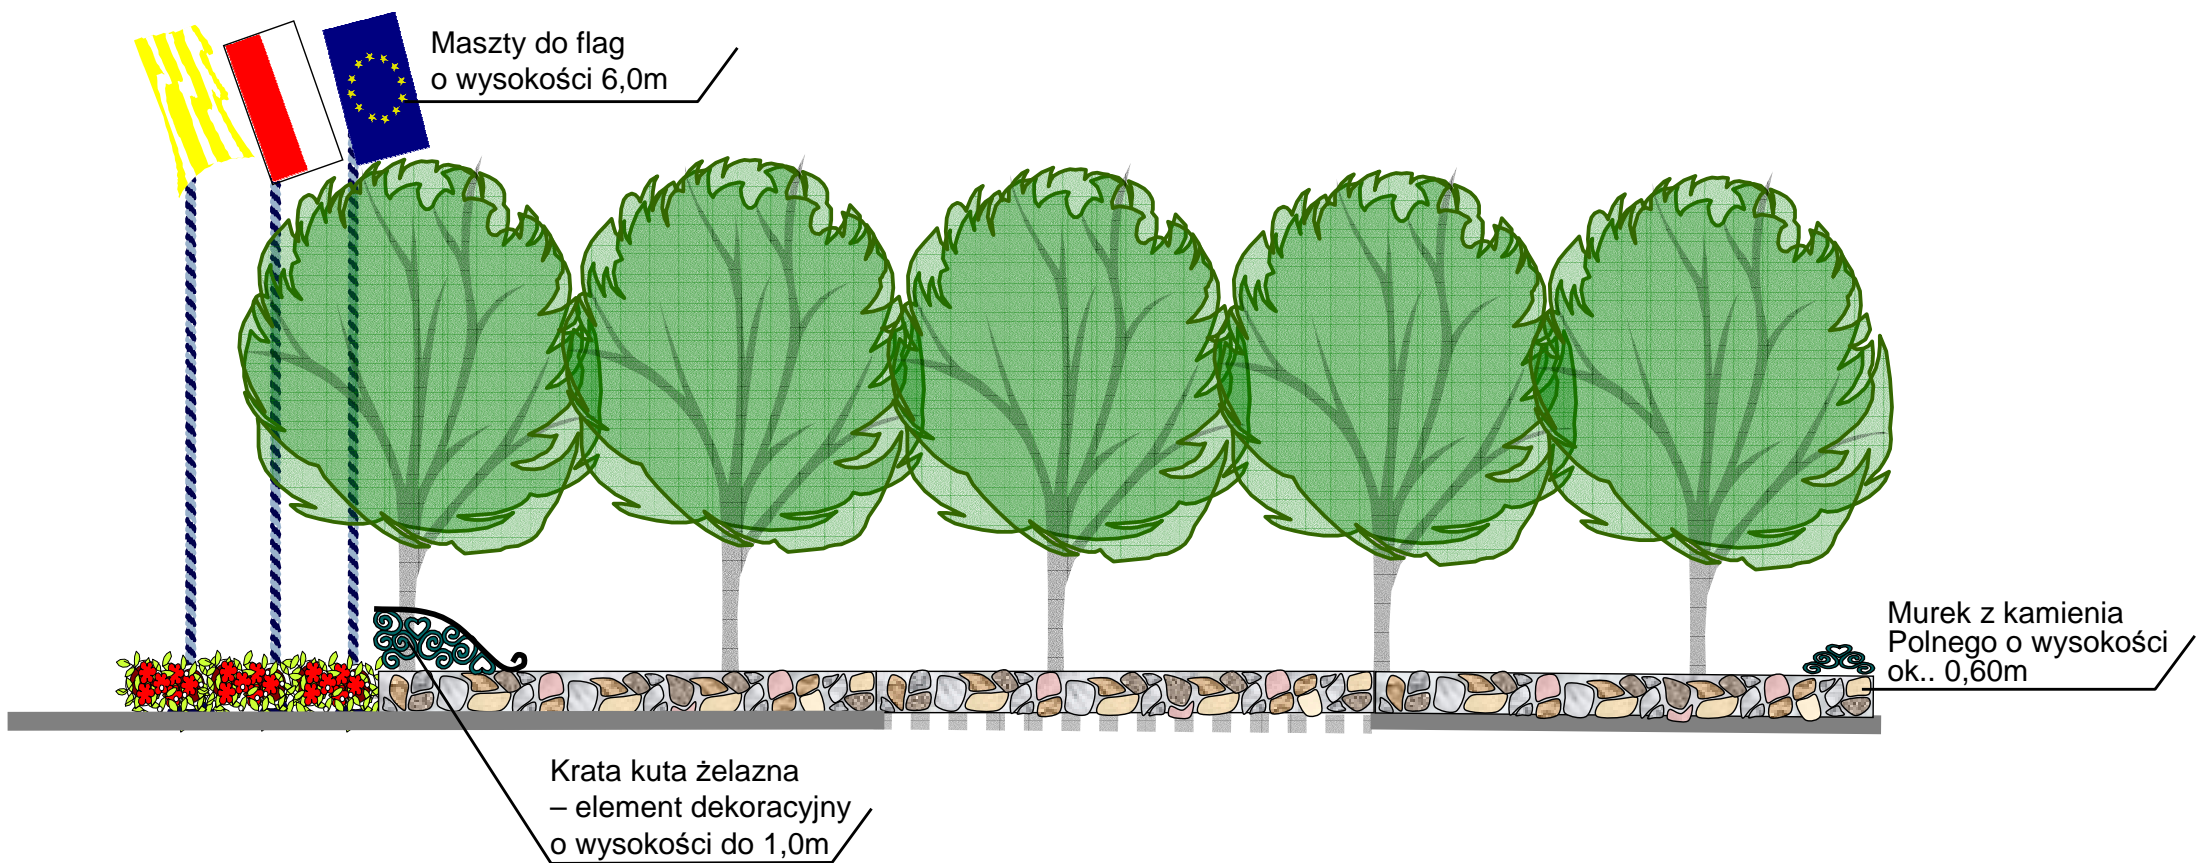 Maszty do flag
o wysokości 6,0m
Murek z kamienia
Polnego o wysokości
ok.. 0,60m
Krata kuta żelazna
– element dekoracyjny
o wysokości do 1,0m